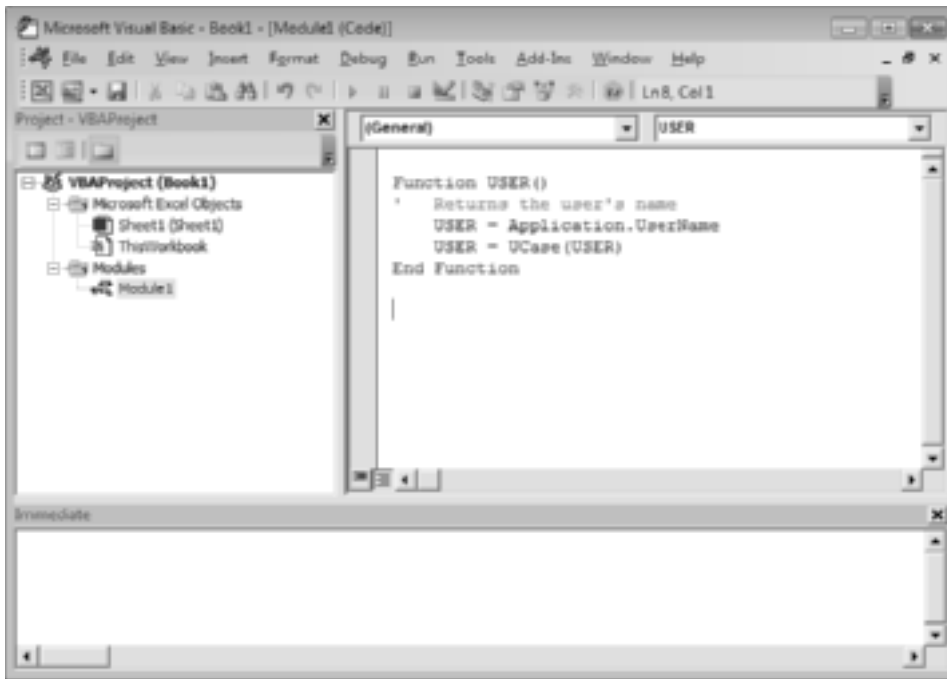 Microsoft Visual Basic - Book1 - [Module1 (Code)]
File Edit View Insert Format Debug Run Tools Add-Ins Window Help
Ln 8, Col 1
Project - VBAProject
VBAProject (Book1)
Microsoft Excel Objects
Sheet1 (Sheet1)
ThisWorkbook
Modules
Module1
(General) USER
Function USER()
' Returns the user's name
USER = Application.UserName
USER = UCase(USER)
End Function
Immediate